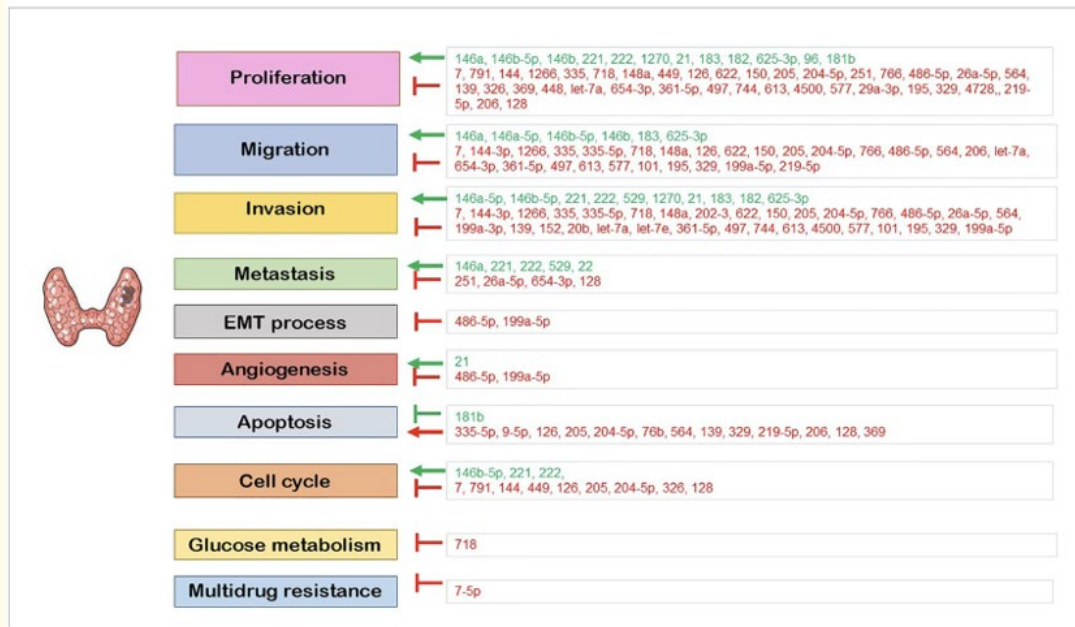 Proliferation
146a, 146b-5p, 146b, 221, 222, 1270, 21, 183, 182, 625-3p, 96, 181b
7, 791, 144, 1266, 335, 718, 148a, 449, 126, 622, 150, 205, 204-5p, 251, 766, 486-5p, 26a-5p, 564,
139, 326, 369, 448, let-7a, 654-3p, 361-5p, 497, 744, 613, 4500, 577, 29a-3p, 195, 329, 4728,, 219-
5p, 206, 128
Migration
146a, 146a-5p, 146b-5p, 146b, 183, 625-3p
7, 144-3p, 1266, 335, 335-5p, 718, 148a, 126, 622, 150, 205, 204-5p, 766, 486-5p, 564, 206, let-7a,
654-3p, 361-5p, 497, 613, 577, 101, 195, 329, 199a-5p, 219-5p
Invasion
146a-5p, 146b-5p, 221, 222, 529, 1270, 21, 183, 182, 625-3p
7, 144-3p, 1266, 335, 335-5p, 718, 148a, 202-3, 622, 150, 205, 204-5p, 766, 486-5p, 26a-5p, 564,
199a-3p, 139, 152, 20b, let-7a, let-7e, 361-5p, 497, 744, 613, 4500, 577, 101, 195, 329, 199a-5p
Metastasis
146a, 221, 222, 529, 22
251, 26a-5p, 654-3p, 128
EMT process
486-5p, 199a-5p
Angiogenesis
21
486-5p, 199a-5p
Apoptosis
181b
335-5p, 9-5p, 126, 205, 204-5p, 76b, 564, 139, 329, 219-5p, 206, 128, 369
Cell cycle
146b-5p, 221, 222,
7, 791, 144, 449, 126, 205, 204-5p, 326, 128
Glucose metabolism
718
Multidrug resistance
7-5p